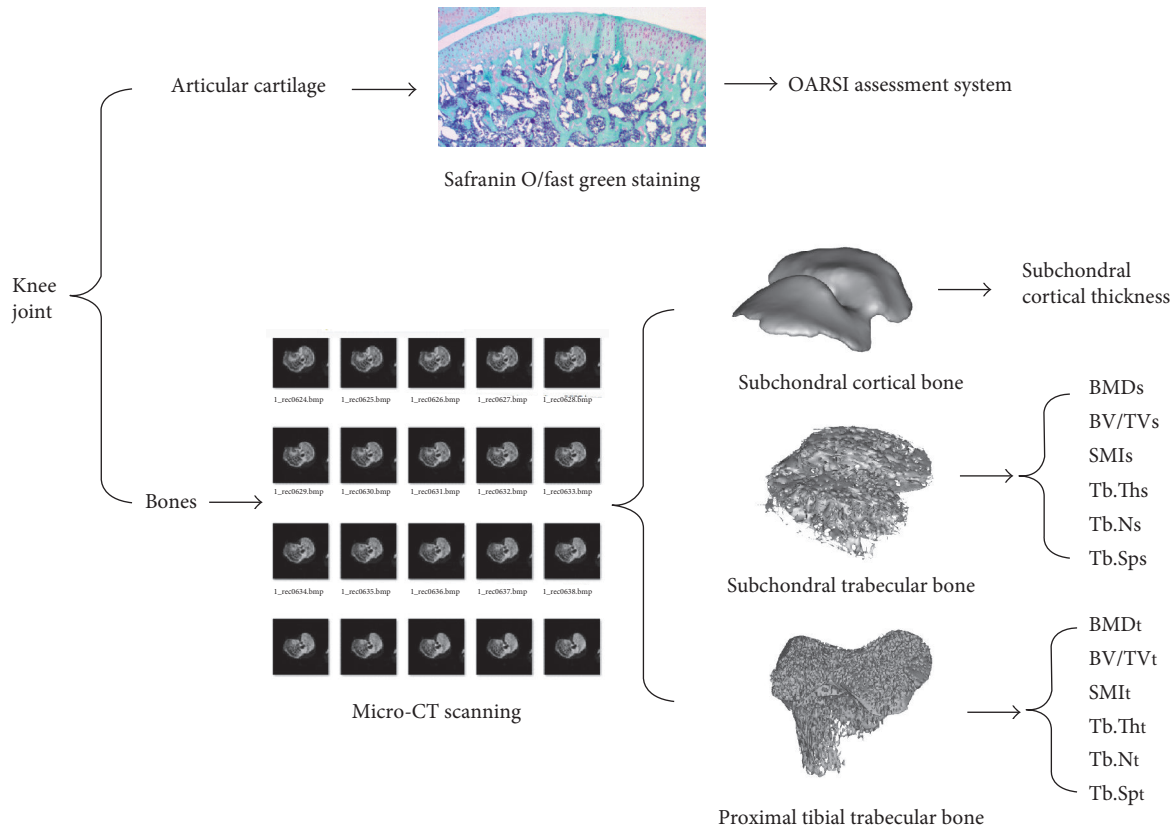 Knee
joint
Articular cartilage
Safranin O/fast green staining
OARSI assessment system
Bones
1_rec0624.bmp 1_rec0625.bmp 1_rec0626.bmp 1_rec0627.bmp 1_rec0628.bmp
1_rec0629.bmp 1_rec0630.bmp 1_rec0631.bmp 1_rec0632.bmp 1_rec0633.bmp
1_rec0634.bmp 1_rec0635.bmp 1_rec0636.bmp 1_rec0637.bmp 1_rec0638.bmp
Micro-CT scanning
Subchondral cortical bone
Subchondral
cortical thickness
Subchondral trabecular bone
BMDs
BV/TVs
SMIs
Tb.Ths
Tb.Ns
Tb.Sps
Proximal tibial trabecular bone
BMDt
BV/TVt
SMIt
Tb.Tht
Tb.Nt
Tb.Spt